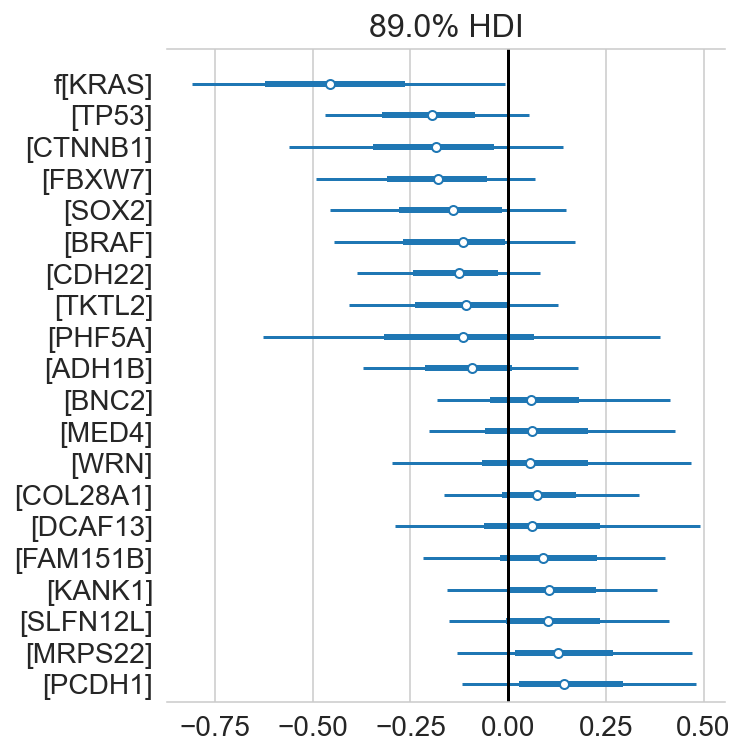 89.0% HDI
f[KRAS]
[TP53]
[CTNNB1]
[FBXW7]
[SOX2]
[BRAF]
[CDH22]
[TKTL2]
[PHF5A]
[ADH1B]
[BNC2]
[MED4]
[WRN]
[COL28A1]
[DCAF13]
[FAM151B]
[KANK1]
[SLFN12L]
[MRPS22]
[PCDH1]
−0.75 −0.50 −0.25 0.00 0.25 0.50